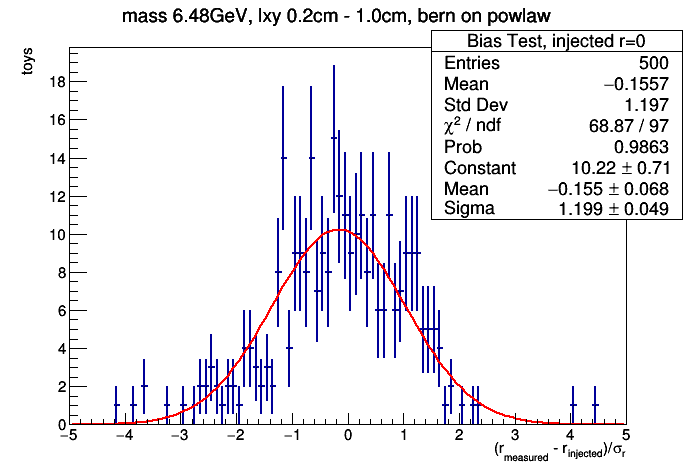 mass 6.48GeV, lxy 0.2cm - 1.0cm, bern on powlaw
Bias Test, injected r=0
Entries 500
Mean −0.1557
Std Dev 1.197
χ² / ndf 68.87 / 97
Prob 0.9863
Constant 10.22 ± 0.71
Mean −0.155 ± 0.068
Sigma 1.199 ± 0.049
toys
18
16
14
12
10
8
6
4
2
0
−5 −4 −3 −2 −1 0 1 2 3 4 5
(r_measured - r_injected)/σ_r